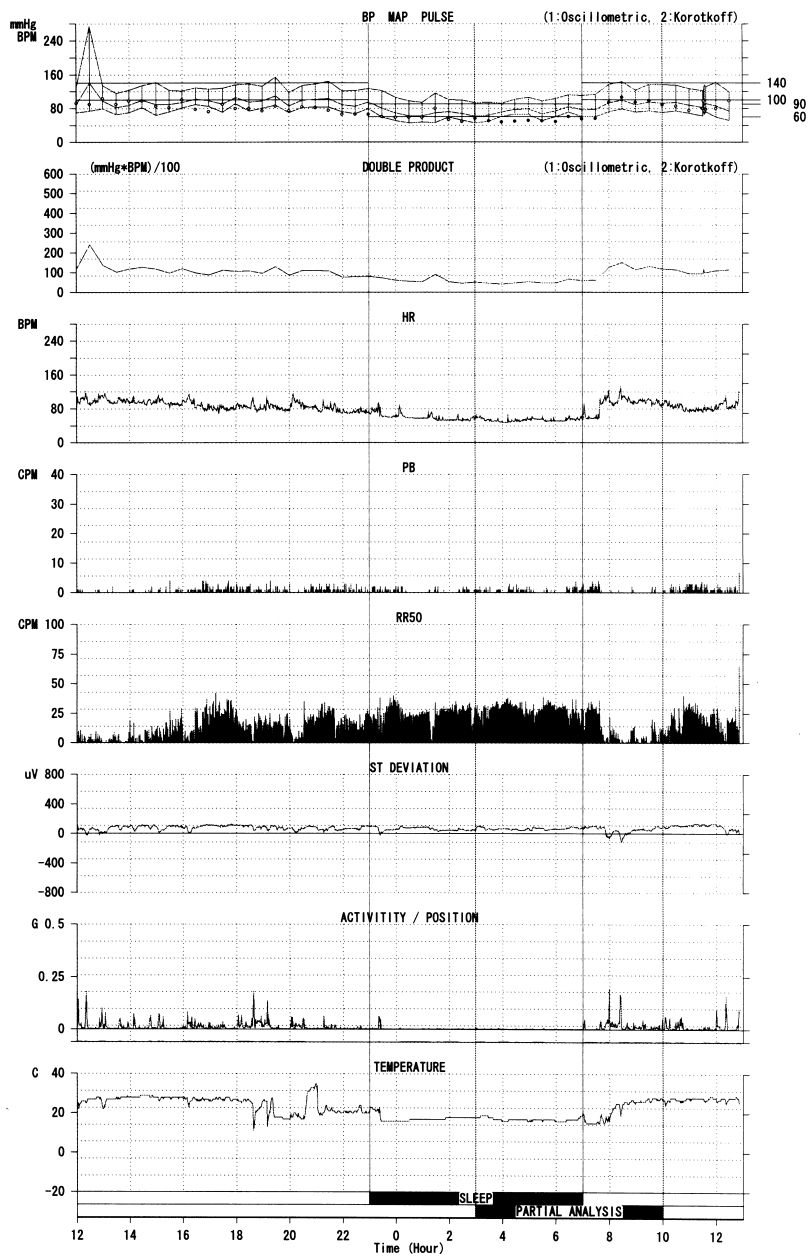 mmHg
BPM
BP MAP PULSE
(1:Oscillometric, 2:Korotkoff)
240
160
80
0
140
100
90
60
(mmHg*BPM)/100
DOUBLE PRODUCT
(1:Oscillometric, 2:Korotkoff)
600
500
400
300
200
100
0
BPM
HR
240
160
80
0
CPM
PB
40
30
20
10
0
CPM
RR50
100
75
50
25
0
uV
ST DEVIATION
800
400
0
-400
-800
G
ACTIVITITY / POSITION
0.5
0.25
0
C
TEMPERATURE
40
20
0
-20
SLEEP
PARTIAL ANALYSIS
12 14 16 18 20 22 0 2 4 6 8 10 12
Time (Hour)